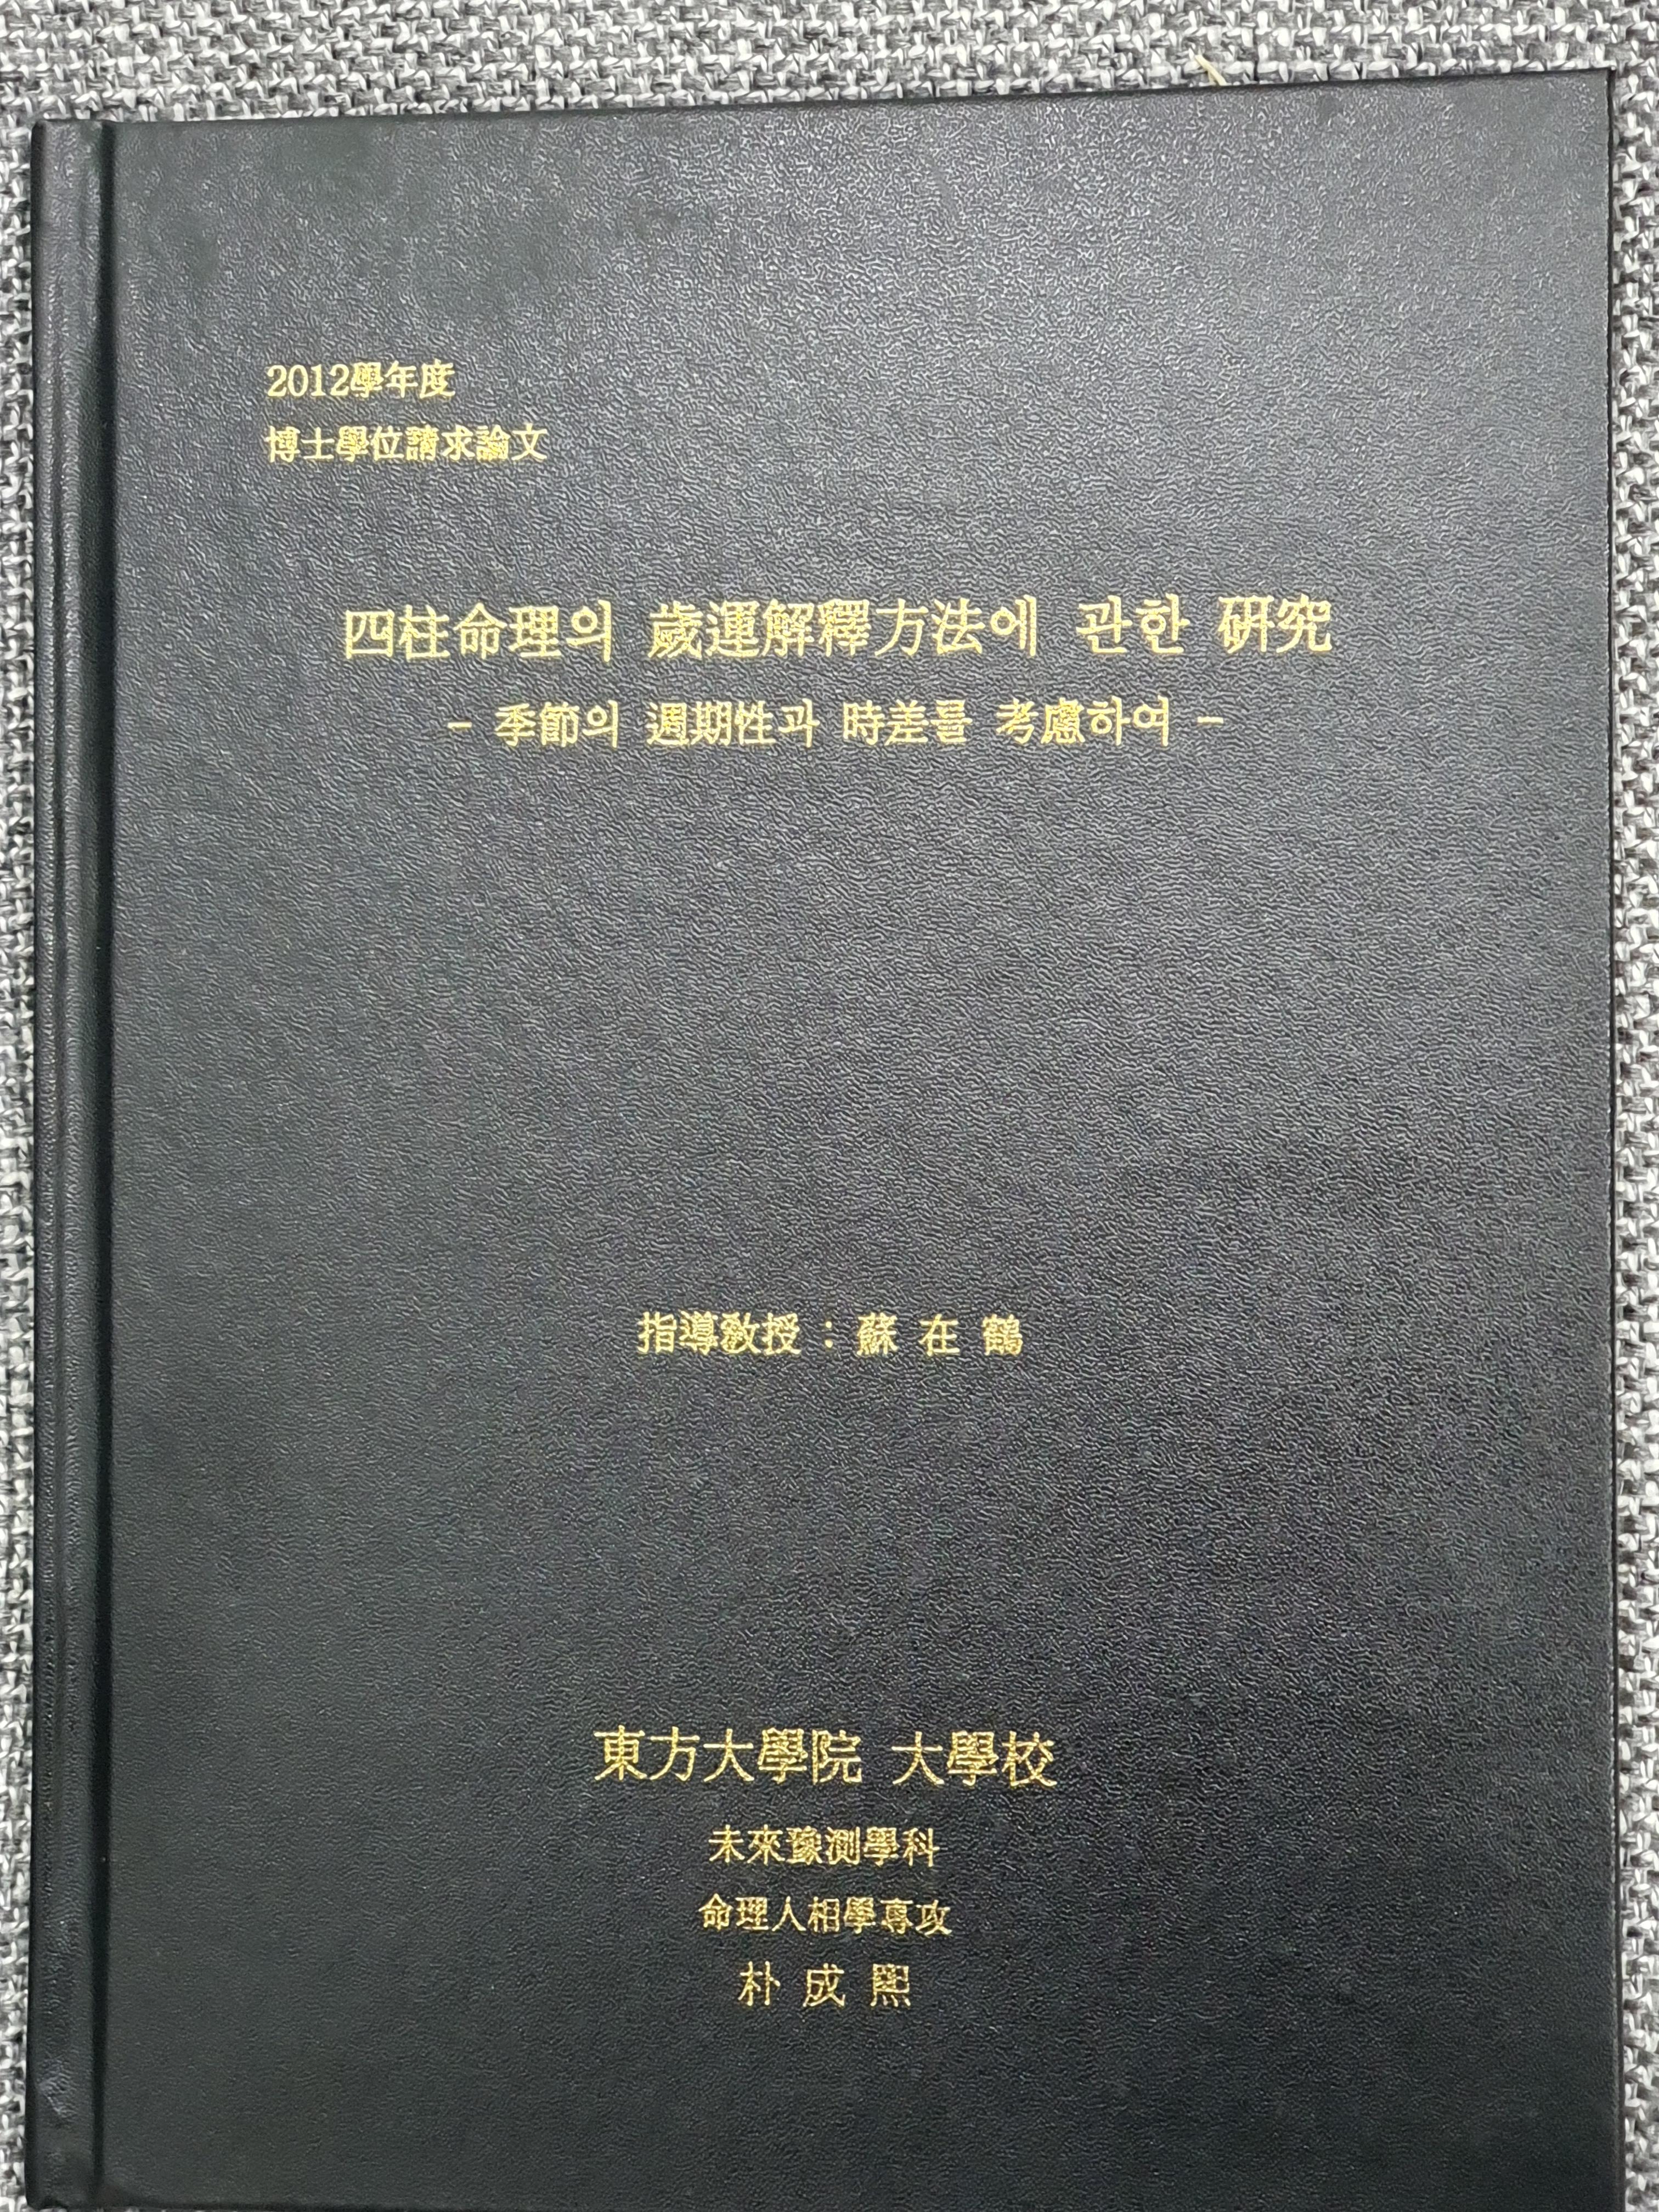 2012學年度
博士學位請求論文
四柱命理의 歲運解釋方法에 관한 硏究
- 季節의 週期性과 時差를 考慮하여 -
指導敎授 : 蘇 在 鶴
東方大學院 大學校
未來豫測學科
命理人相學專攻
朴 成 熙